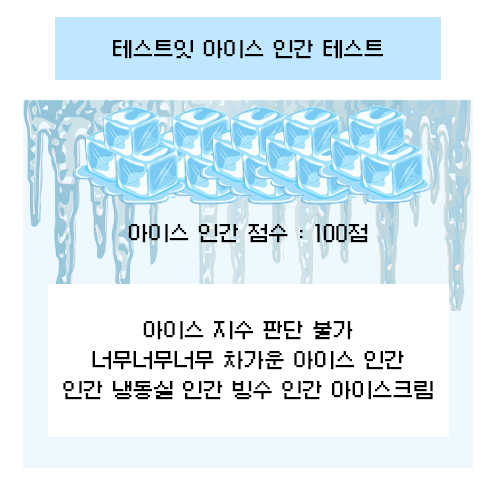 테스트잇 아이스 인간 테스트
아이스 인간 점수 : 100점
아이스 지수 판단 불가
너무너무너무 차가운 아이스 인간
인간 냉동실 인간 빙수 인간 아이스크림